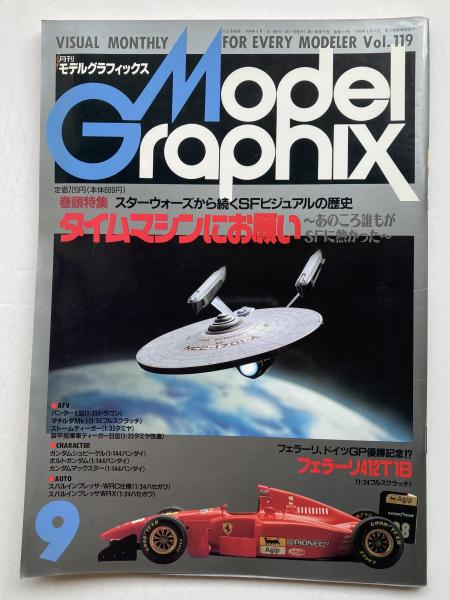 VISUAL MONTHLY FOR EVERY MODELER Vol.119
月刊
モデルグラフィックス
Model
Graphix
定価720円(本体699円)
巻頭特集 スターウォーズから続くSFビジュアルの歴史
タイムマシンにお願い
〜あのころ誰もが
SFに熱かった〜
NCC-1701-A
■AFV
パンターI型(1:35ドラゴン)
マチルダMk.I(1:35フルスクラッチ)
ストームティーガー(1:35タミヤ)
■CHARACTER
ガンダムシュピーゲル(1:144バンダイ)
ボルトガンダム(1:144バンダイ)
ガンダムマックスター(1:144バンダイ)
■AUTO
スバルインプレッサ・WRC仕様(1:24ハセガワ)
スバルインプレッサWRX(1:24ハセガワ)
フェラーリ、ドイツGP優勝記念!?
フェラーリ412T1B
(1:24フルスクラッチ)
9
Agip
GOODYEAR
28
PIONEER
Agip
GOODYEAR
EAGLE
GOODYEAR
EAGLE